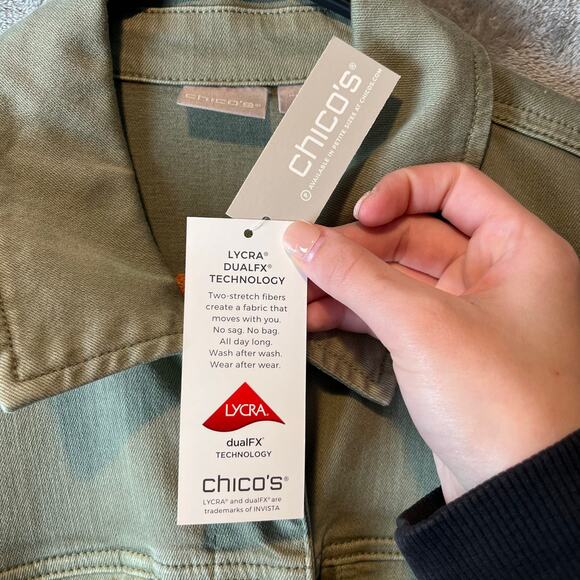 chico's®
chico's®
Ⓟ AVAILABLE IN PETITE SIZES AT CHICOS.COM
LYCRA®
DUALFX®
TECHNOLOGY
Two-stretch fibers
create a fabric that
moves with you.
No sag. No bag.
All day long.
Wash after wash.
Wear after wear.
LYCRA®
dualFX®
TECHNOLOGY
chico's®
LYCRA® and dualFX® are
trademarks of INVISTA